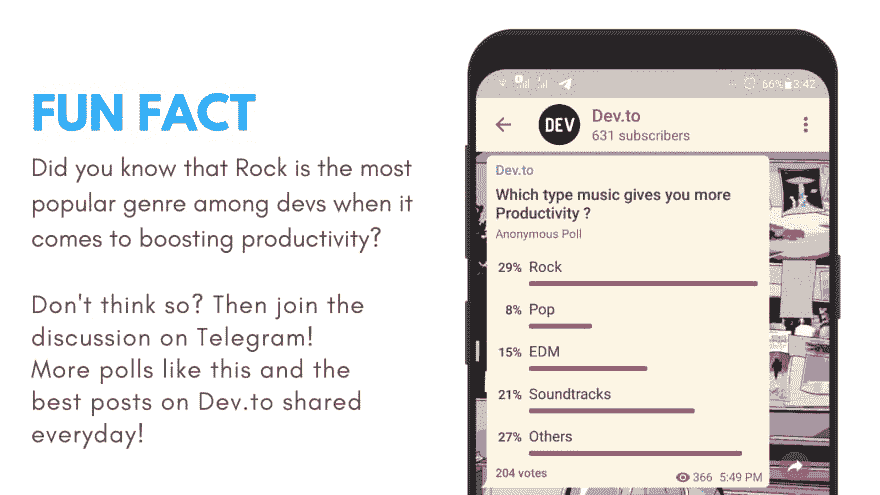 FUN FACT
Did you know that Rock is the most
popular genre among devs when it
comes to boosting productivity?
Don't think so? Then join the
discussion on Telegram!
More polls like this and the
best posts on Dev.to shared
everyday!
66% 3:42
DEV
Dev.to
631 subscribers
Dev.to
Which type music gives you more
Productivity ?
Anonymous Poll
29% Rock
8% Pop
15% EDM
21% Soundtracks
27% Others
204 votes
366 5:49 PM